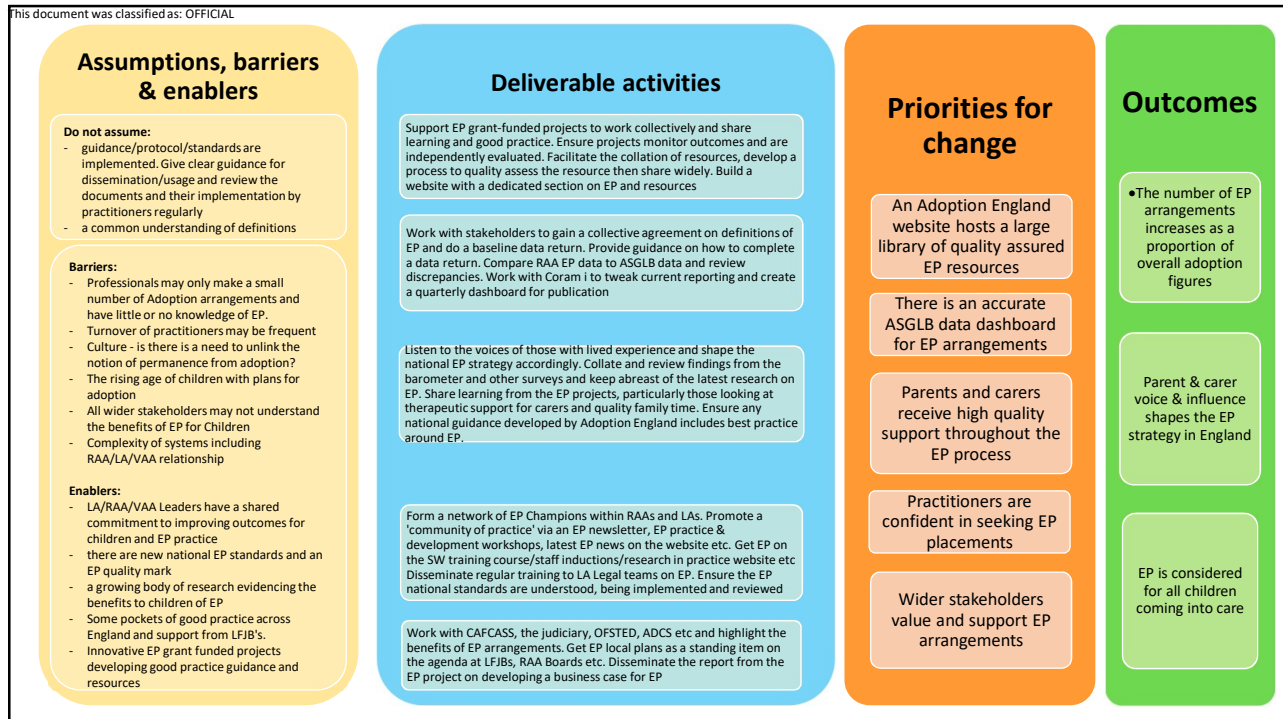 This document was classified as: OFFICIAL
Assumptions, barriers
& enablers
Do not assume:
- guidance/protocol/standards are
implemented. Give clear guidance for
dissemination/usage and review the
documents and their implementation by
practitioners regularly
- a common understanding of definitions
Barriers:
- Professionals may only make a small
number of Adoption arrangements and
have little or no knowledge of EP.
- Turnover of practitioners may be frequent
- Culture - is there is a need to unlink the
notion of permanence from adoption?
- The rising age of children with plans for
adoption
- All wider stakeholders may not understand
the benefits of EP for Children
- Complexity of systems including
RAA/LA/VAA relationship
Enablers:
- LA/RAA/VAA Leaders have a shared
commitment to improving outcomes for
children and EP practice
- there are new national EP standards and an
EP quality mark
- a growing body of research evidencing the
benefits to children of EP
- Some pockets of good practice across
England and support from LFJB's.
- Innovative EP grant funded projects
developing good practice guidance and
resources
Deliverable activities
Support EP grant-funded projects to work collectively and share
learning and good practice. Ensure projects monitor outcomes and are
independently evaluated. Facilitate the collation of resources, develop a
process to quality assess the resource then share widely. Build a
website with a dedicated section on EP and resources
Work with stakeholders to gain a collective agreement on definitions of
EP and do a baseline data return. Provide guidance on how to complete
a data return. Compare RAA EP data to ASGLB data and review
discrepancies. Work with Coram i to tweak current reporting and create
a quarterly dashboard for publication
Listen to the voices of those with lived experience and shape the
national EP strategy accordingly. Collate and review findings from the
barometer and other surveys and keep abreast of the latest research on
EP. Share learning from the EP projects, particularly those looking at
therapeutic support for carers and quality family time. Ensure any
national guidance developed by Adoption England includes best practice
around EP.
Form a network of EP Champions within RAAs and LAs. Promote a
'community of practice' via an EP newsletter, EP practice &
development workshops, latest EP news on the website etc. Get EP on
the SW training course/staff inductions/research in practice website etc
Disseminate regular training to LA Legal teams on EP. Ensure the EP
national standards are understood, being implemented and reviewed
Work with CAFCASS, the judiciary, OFSTED, ADCS etc and highlight the
benefits of EP arrangements. Get EP local plans as a standing item on
the agenda at LFJBs, RAA Boards etc. Disseminate the report from the
EP project on developing a business case for EP
Priorities for
change
An Adoption England
website hosts a large
library of quality assured
EP resources
There is an accurate
ASGLB data dashboard
for EP arrangements
Parents and carers
receive high quality
support throughout the
EP process
Practitioners are
confident in seeking EP
placements
Wider stakeholders
value and support EP
arrangements
Outcomes
•The number of EP
arrangements
increases as a
proportion of
overall adoption
figures
Parent & carer
voice & influence
shapes the EP
strategy in England
EP is considered
for all children
coming into care